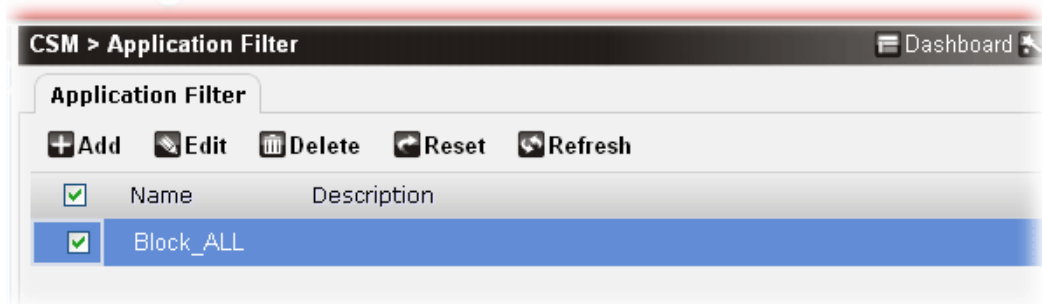 CSM > Application Filter Dashboard
Application Filter
Add Edit Delete Reset Refresh
Name Description
Block_ALL